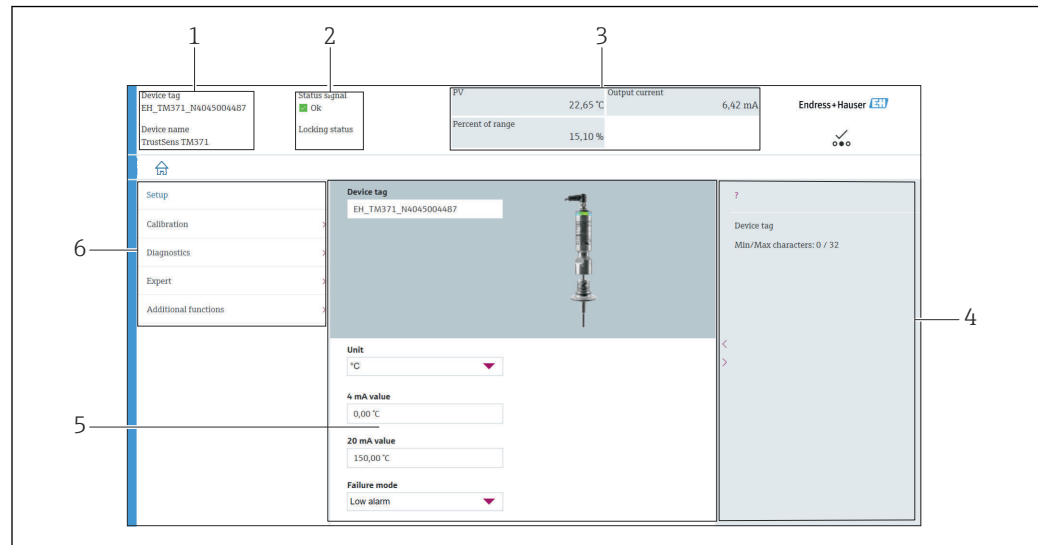 1
2
3
Device tag
EH_TM371_N4045004487
Device name
TrustSens TM371
Status signal
Ok
Locking status
PV
22,65 °C
Output current
6,42 mA
Percent of range
15,10 %
Endress+Hauser EH
6
Setup
Calibration
Diagnostics
Expert
Additional functions
Device tag
EH_TM371_N4045004487
?
Device tag
Min/Max characters: 0 / 32
4
Unit
°C
5
4 mA value
0,00 °C
20 mA value
150,00 °C
Failure mode
Low alarm